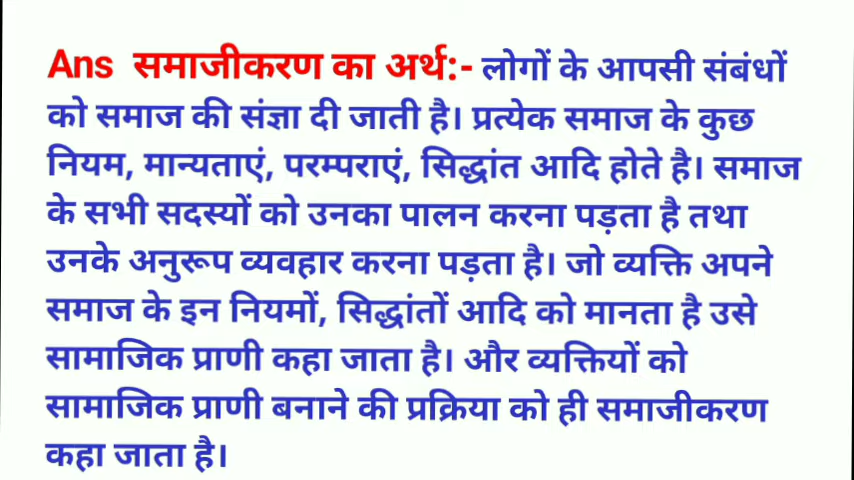 Ans समाजीकरण का अर्थ:- लोगों के आपसी संबंधों
को समाज की संज्ञा दी जाती है। प्रत्येक समाज के कुछ
नियम, मान्यताएं, परम्पराएं, सिद्धांत आदि होते है। समाज
के सभी सदस्यों को उनका पालन करना पड़ता है तथा
उनके अनुरूप व्यवहार करना पड़ता है। जो व्यक्ति अपने
समाज के इन नियमों, सिद्धांतों आदि को मानता है उसे
सामाजिक प्राणी कहा जाता है। और व्यक्तियों को
सामाजिक प्राणी बनाने की प्रक्रिया को ही समाजीकरण
कहा जाता है।